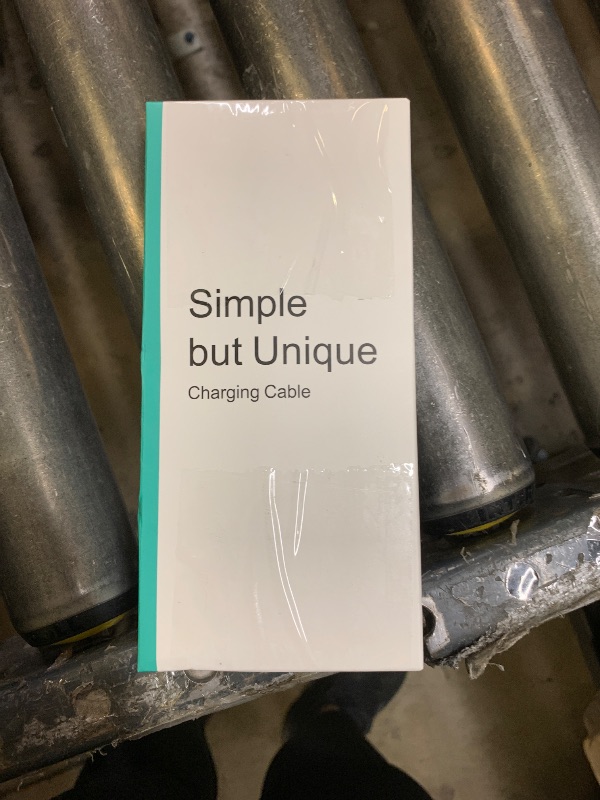 Simple
but Unique
Charging Cable